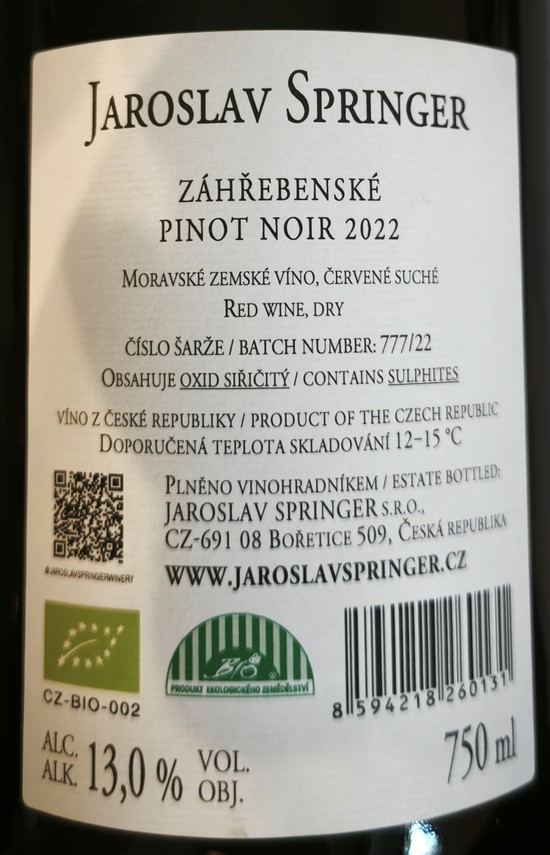 JAROSLAV SPRINGER
ZÁHŘEBENSKÉ
PINOT NOIR 2022
MORAVSKÉ ZEMSKÉ VÍNO, ČERVENÉ SUCHÉ
RED WINE, DRY
ČÍSLO ŠARŽE / BATCH NUMBER: 777/22
OBSAHUJE OXID SIŘIČITÝ / CONTAINS SULPHITES
VÍNO Z ČESKÉ REPUBLIKY / PRODUCT OF THE CZECH REPUBLIC
DOPORUČENÁ TEPLOTA SKLADOVÁNÍ 12–15 °C
PLNĚNO VINOHRADNÍKEM / ESTATE BOTTLED:
JAROSLAV SPRINGER S.R.O.,
CZ-691 08 BOŘETICE 509, ČESKÁ REPUBLIKA
WWW.JAROSLAVSPRINGER.CZ
@JAROSLAVSPRINGERWINERY
CZ-BIO-002
BIO
PRODUKT EKOLOGICKÉHO ZEMĚDĚLSTVÍ
8 594218 260131
ALC. ALK. 13,0 % VOL. OBJ.
750 ml